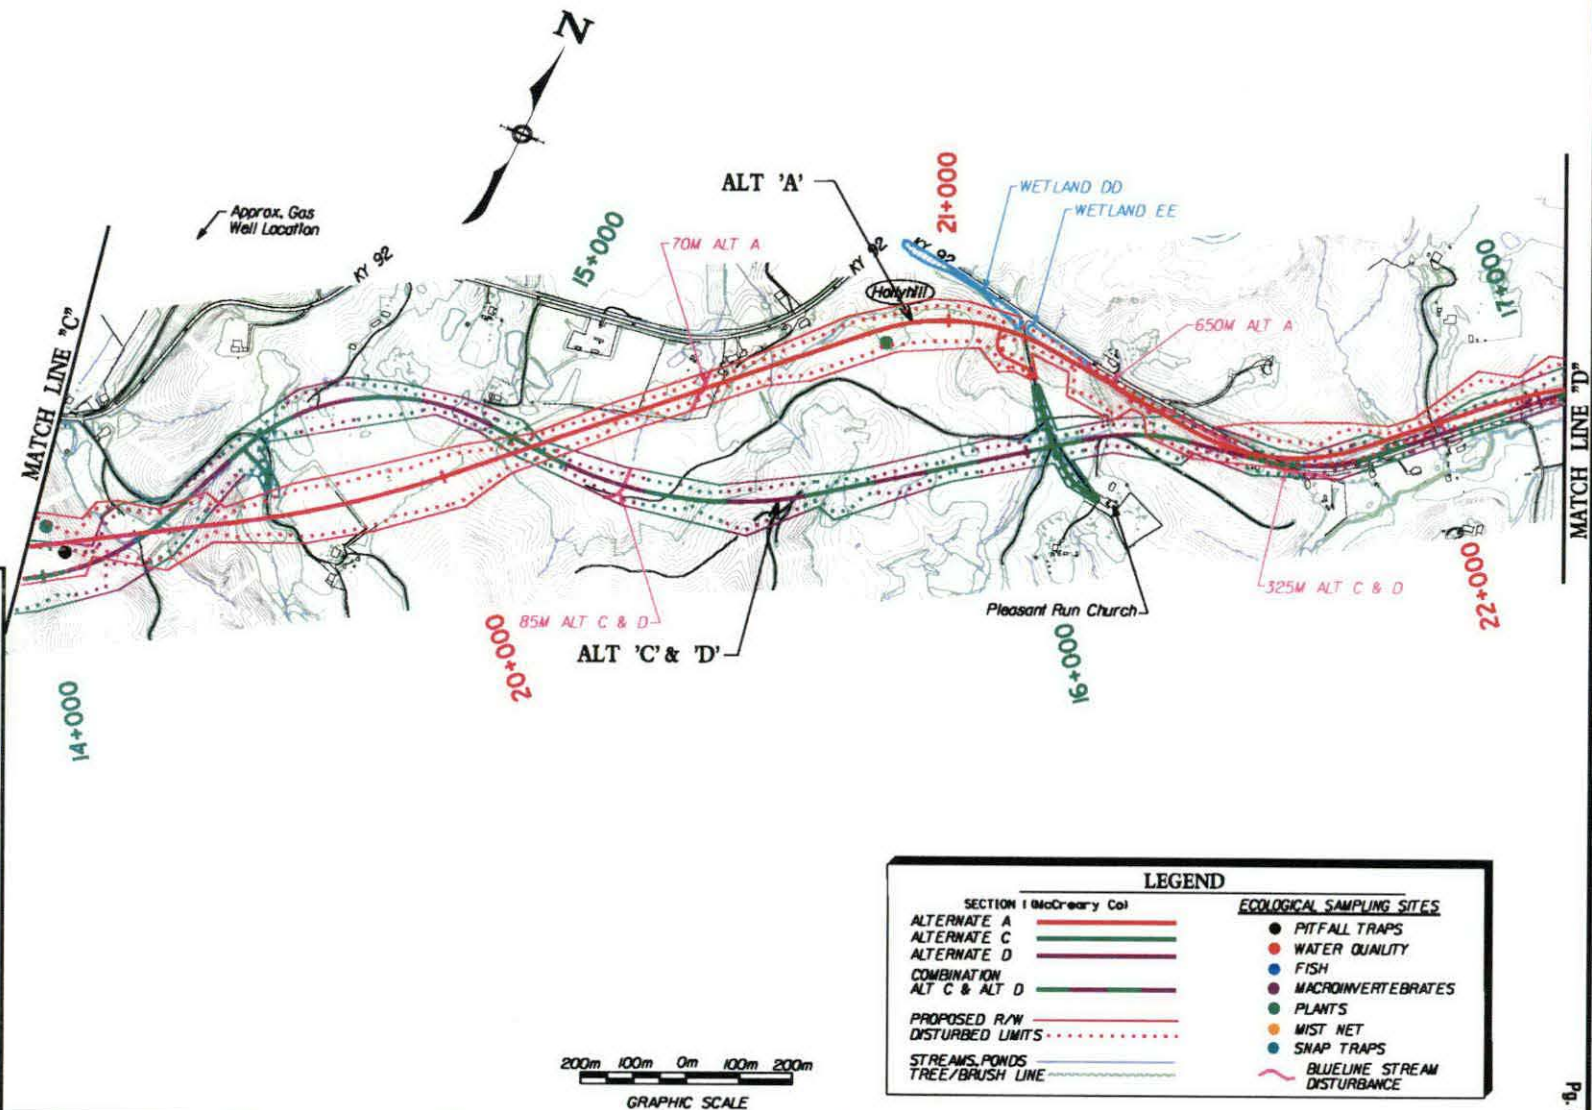 N
ALT 'A'
21+000
WETLAND DD
WETLAND EE
Approx. Gas
Well Location
15+000
70M ALT A
KY 92
KY 92
KY 92
Hollyhill
17+000
650M ALT A
MATCH LINE "C"
MATCH LINE "D"
85M ALT C & D
ALT 'C' & 'D'
20+000
Pleasant Run Church
325M ALT C & D
22+000
16+000
14+000
LEGEND
SECTION 1 (McCreary Co)
ALTERNATE A
ALTERNATE C
ALTERNATE D
COMBINATION
ALT C & ALT D
PROPOSED R/W
DISTURBED LIMITS
STREAMS, PONDS
TREE/BRUSH LINE
ECOLOGICAL SAMPLING SITES
PITFALL TRAPS
WATER QUALITY
FISH
MACROINVERTEBRATES
PLANTS
MIST NET
SNAP TRAPS
BLUELINE STREAM
DISTURBANCE
200m 100m 0m 100m 200m
GRAPHIC SCALE
Pg.